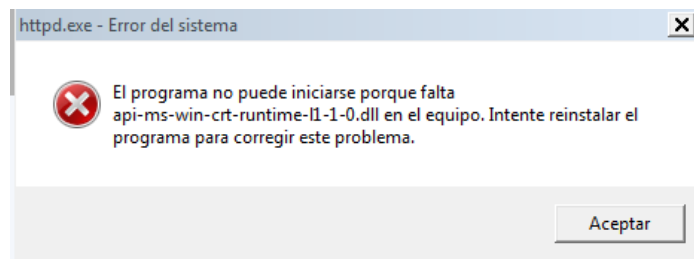 httpd.exe - Error del sistema
El programa no puede iniciarse porque falta
api-ms-win-crt-runtime-l1-1-0.dll en el equipo. Intente reinstalar el
programa para corregir este problema.
Aceptar